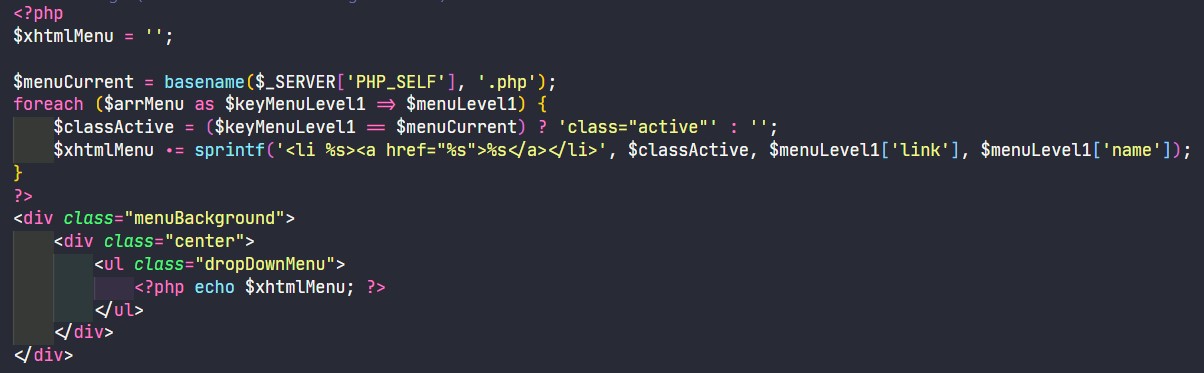 <?php
$xhtmlMenu = '';
$menuCurrent = basename($_SERVER['PHP_SELF'], '.php');
foreach ($arrMenu as $keyMenuLevel1 => $menuLevel1) {
    $classActive = ($keyMenuLevel1 == $menuCurrent) ? 'class="active"' : '';
    $xhtmlMenu .= sprintf('<li %s><a href="%s">%s</a></li>', $classActive, $menuLevel1['link'], $menuLevel1['name']);
}
?>
<div class="menuBackground">
    <div class="center">
        <ul class="dropDownMenu">
            <?php echo $xhtmlMenu; ?>
        </ul>
    </div>
</div>